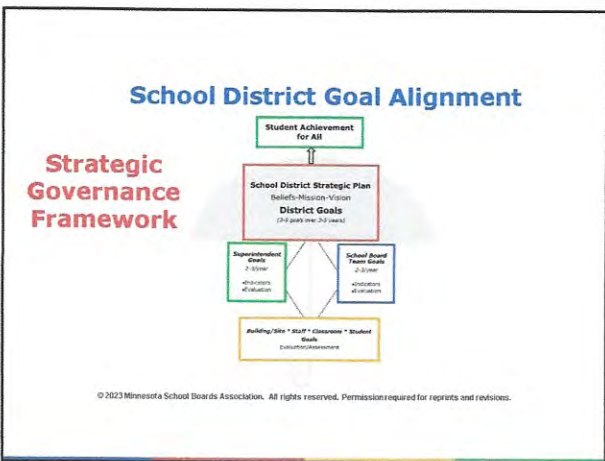 School District Goal Alignment
Strategic
Governance
Framework
Student Achievement
for All
School District Strategic Plan
Beliefs-Mission-Vision
District Goals
(3-5 goals over 3-5 years)
Superintendent
Goals
2-3/year
•Indicators
•Evaluation
School Board
Team Goals
2-3/year
•Indicators
•Evaluation
Building/Site * Staff * Classroom * Student
Goals
Evaluation/Assessment
© 2023 Minnesota School Boards Association. All rights reserved. Permission required for reprints and revisions.